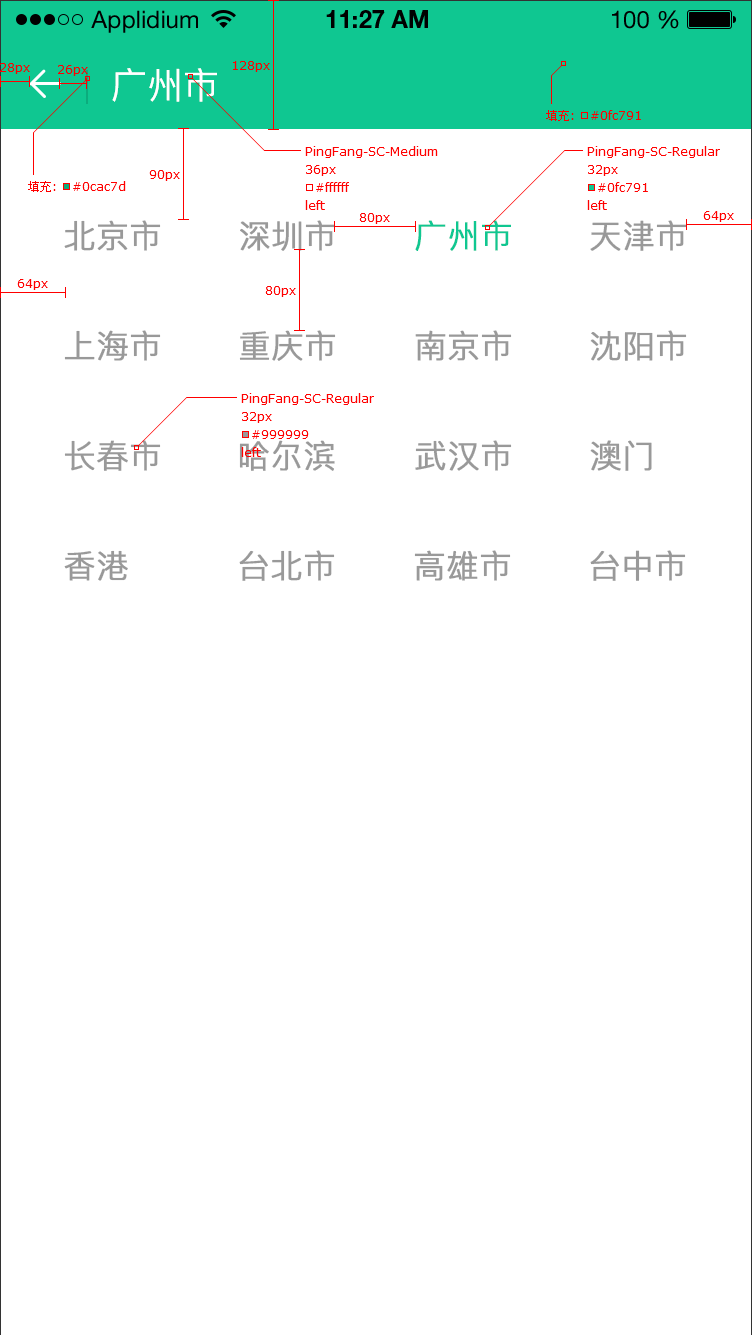 Applidium 11:27 AM 100 %
28px 26px 128px
广州市
填充: #0fc791
PingFang-SC-Medium
36px
#ffffff
left
PingFang-SC-Regular
32px
#0fc791
left
填充: #0cac7d
90px
80px
64px
北京市 深圳市 广州市 天津市
64px
80px
上海市 重庆市 南京市 沈阳市
PingFang-SC-Regular
32px
#999999
left
长春市 哈尔滨 武汉市 澳门
香港 台北市 高雄市 台中市